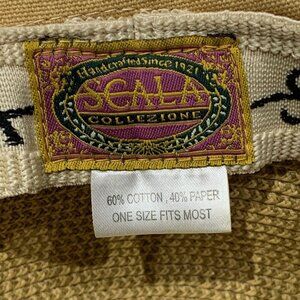 Handcrafted Since 1921
SCALA
COLLEZIONE
60% COTTON , 40% PAPER
ONE SIZE FITS MOST